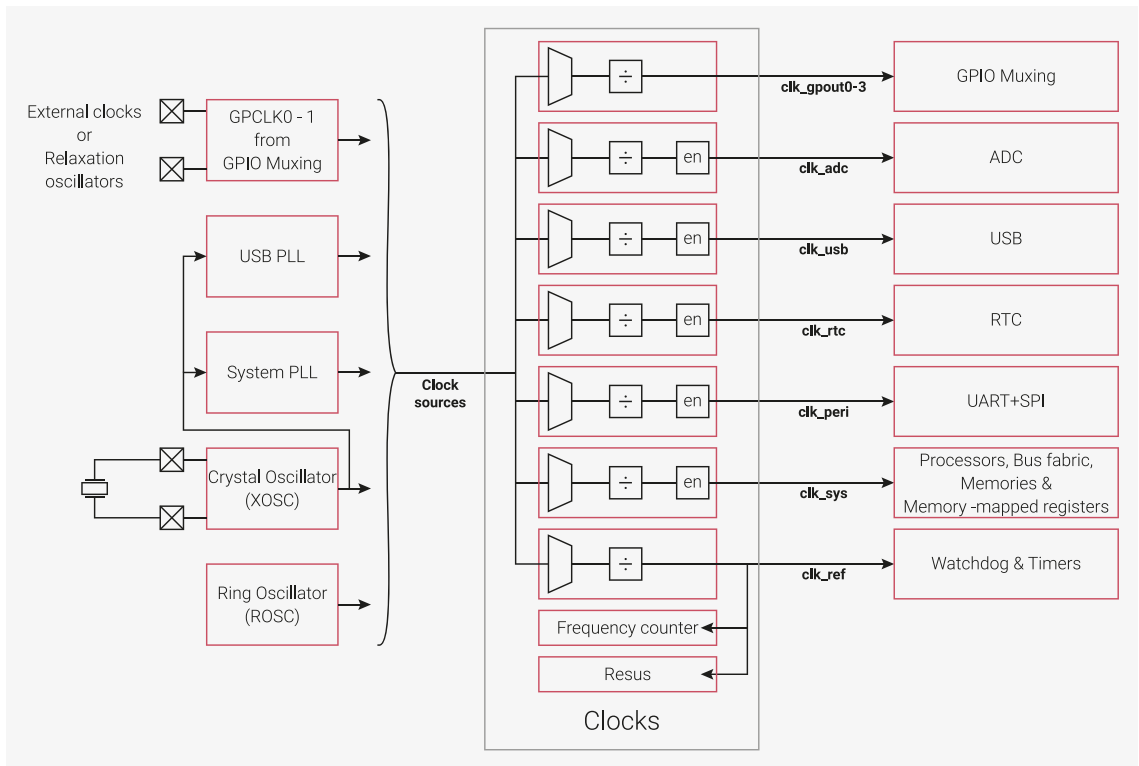 External clocks
or
Relaxation
oscillators
GPCLK0 - 1
from
GPIO Muxing
USB PLL
System PLL
Crystal Oscillator
(XOSC)
Ring Oscillator
(ROSC)
Clock
sources
÷
clk_gpout0-3
GPIO Muxing
÷
en
clk_adc
ADC
÷
en
clk_usb
USB
÷
en
clk_rtc
RTC
÷
en
clk_peri
UART+SPI
÷
en
clk_sys
Processors, Bus fabric,
Memories &
Memory -mapped registers
÷
clk_ref
Watchdog & Timers
Frequency counter
Resus
Clocks